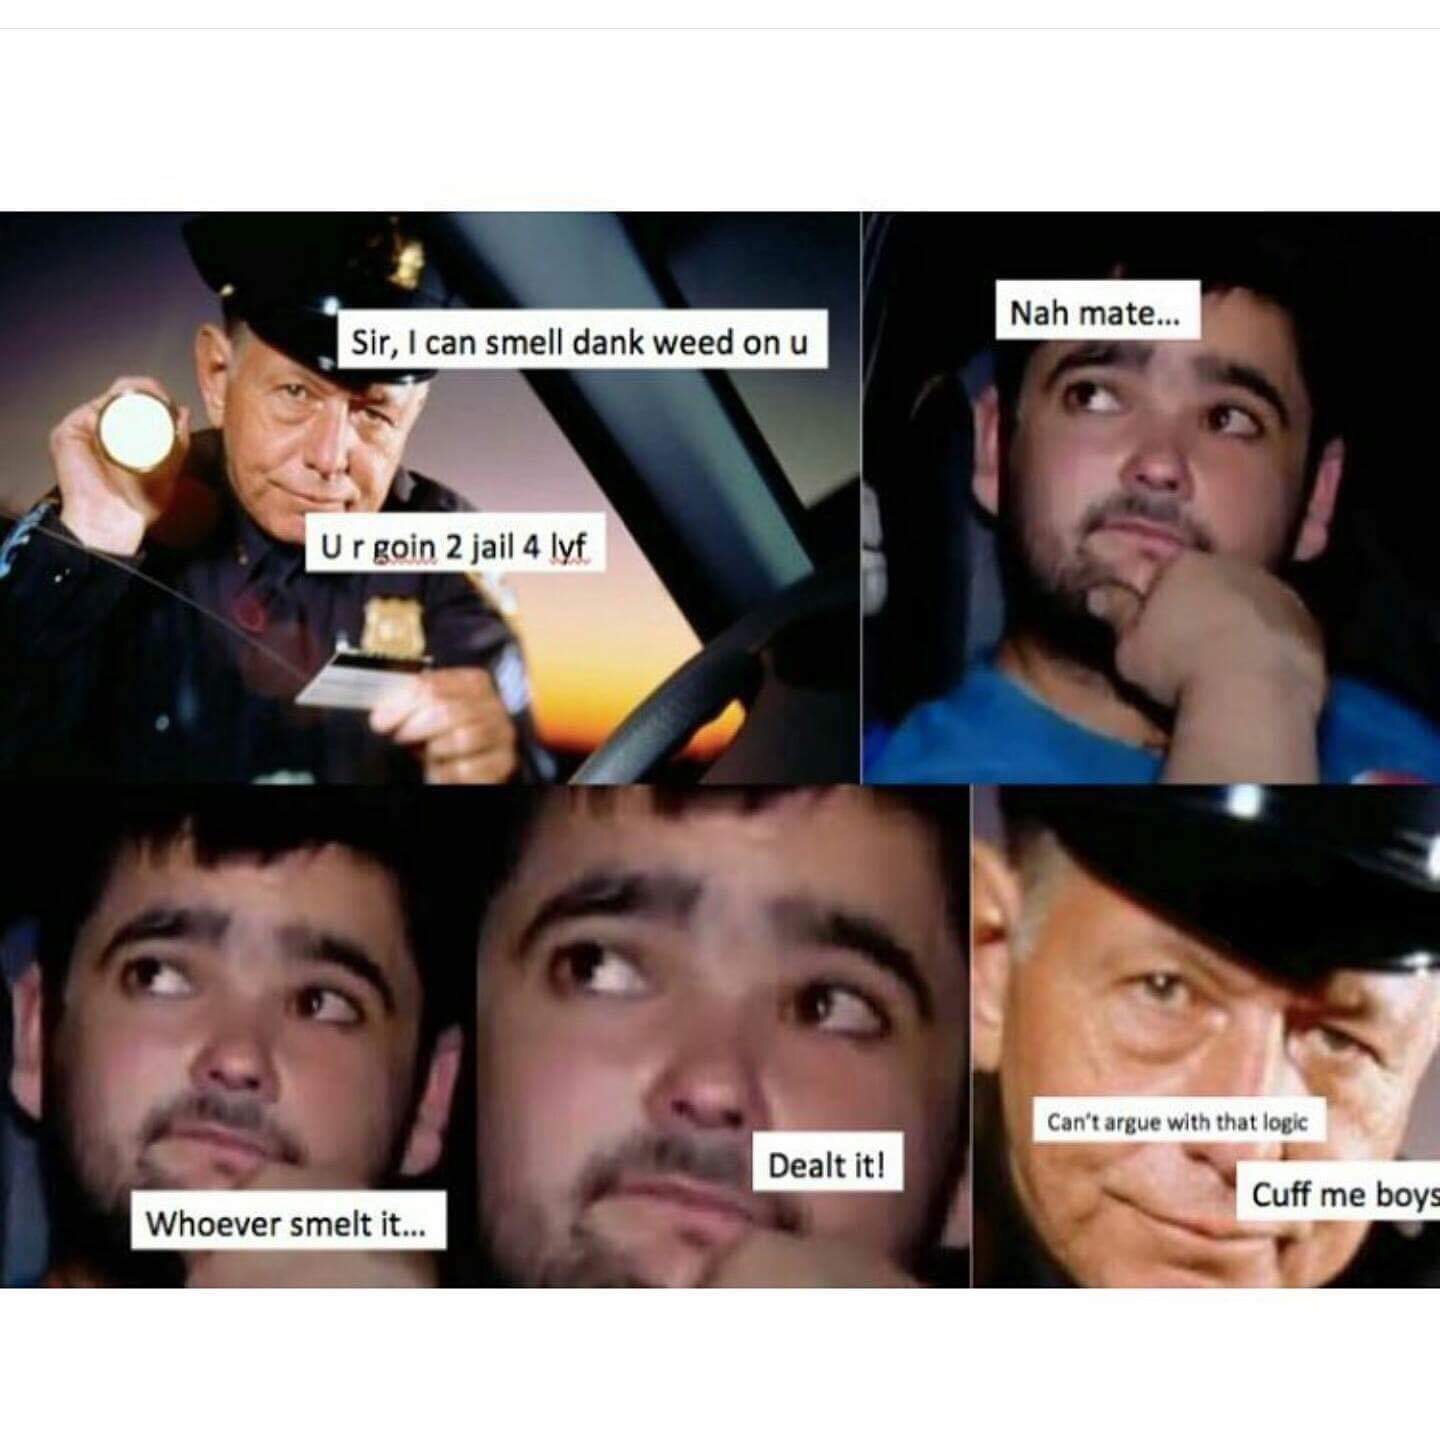 Sir, I can smell dank weed on u
U r goin 2 jail 4 lyf
Nah mate...
Whoever smelt it...
Dealt it!
Can't argue with that logic
Cuff me boys